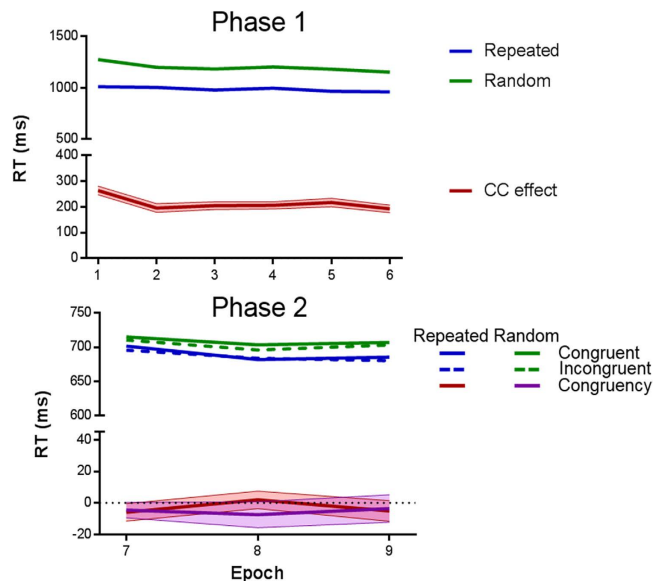 Phase 1
1500
1000
500
400
300
200
100
0
RT (ms)
1 2 3 4 5 6
Repeated
Random
CC effect
Phase 2
750
700
650
600
40
20
0
-20
RT (ms)
7 8 9
Epoch
Repeated Random
Congruent
Incongruent
Congruency